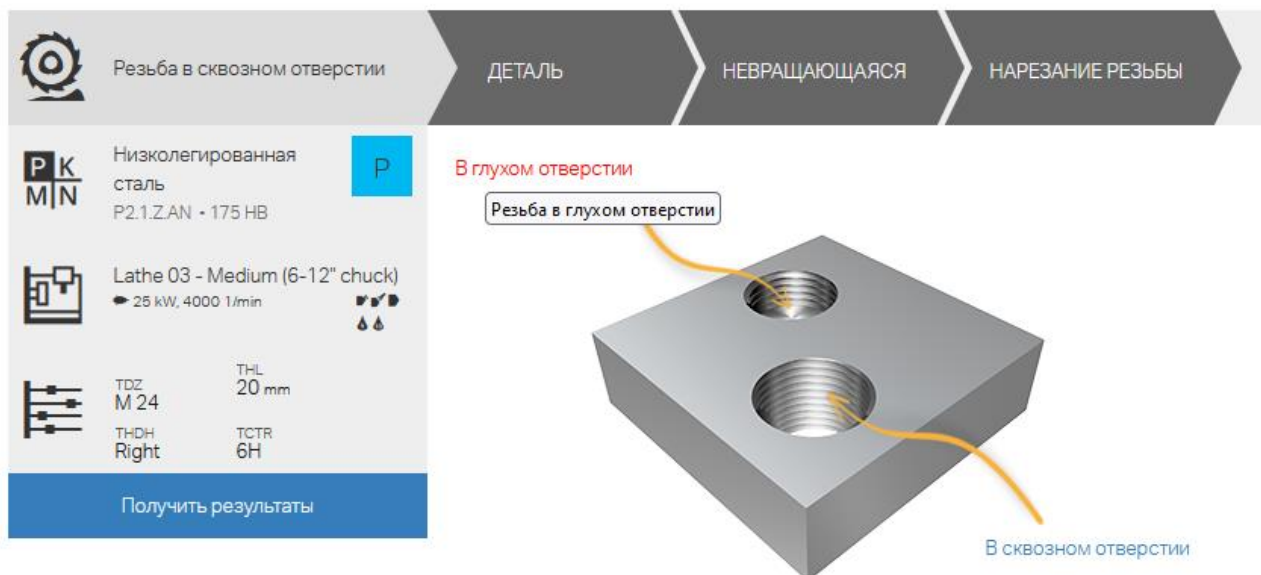 Резьба в сквозном отверстии
ДЕТАЛЬ
НЕВРАЩАЮЩАЯСЯ
НАРЕЗАНИЕ РЕЗЬБЫ
P K
M N
Низколегированная
сталь
P2.1.Z.AN • 175 HB
P
Lathe 03 - Medium (6-12" chuck)
25 kW, 4000 1/min
TDZ
M 24
THL
20 mm
THDH
Right
TCTR
6H
Получить результаты
В глухом отверстии
Резьба в глухом отверстии
В сквозном отверстии